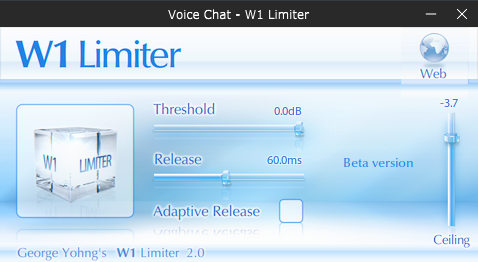 Voice Chat - W1 Limiter
W1 Limiter
Web
Threshold 0.0dB
-3.7
W1 LIMITER
Release 60.0ms
Beta version
Adaptive Release
Ceiling
George Yohng's W1 Limiter 2.0